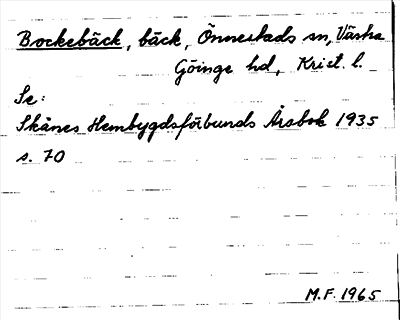 Bockebäck, bäck, Önnestads sn, Västra
Göinge hd, Krist. l.
Se:
Skånes Hembygdsförbunds Årsbok 1935
s. 70
M.F. 1965